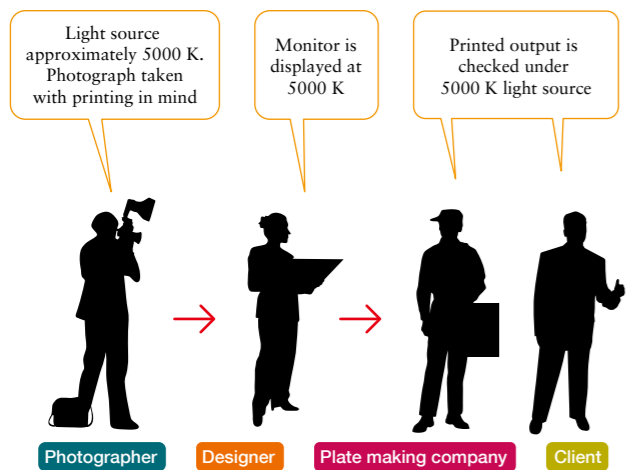 Light source
approximately 5000 K.
Photograph taken
with printing in mind
Monitor is
displayed at
5000 K
Printed output is
checked under
5000 K light source
Photographer
Designer
Plate making company
Client